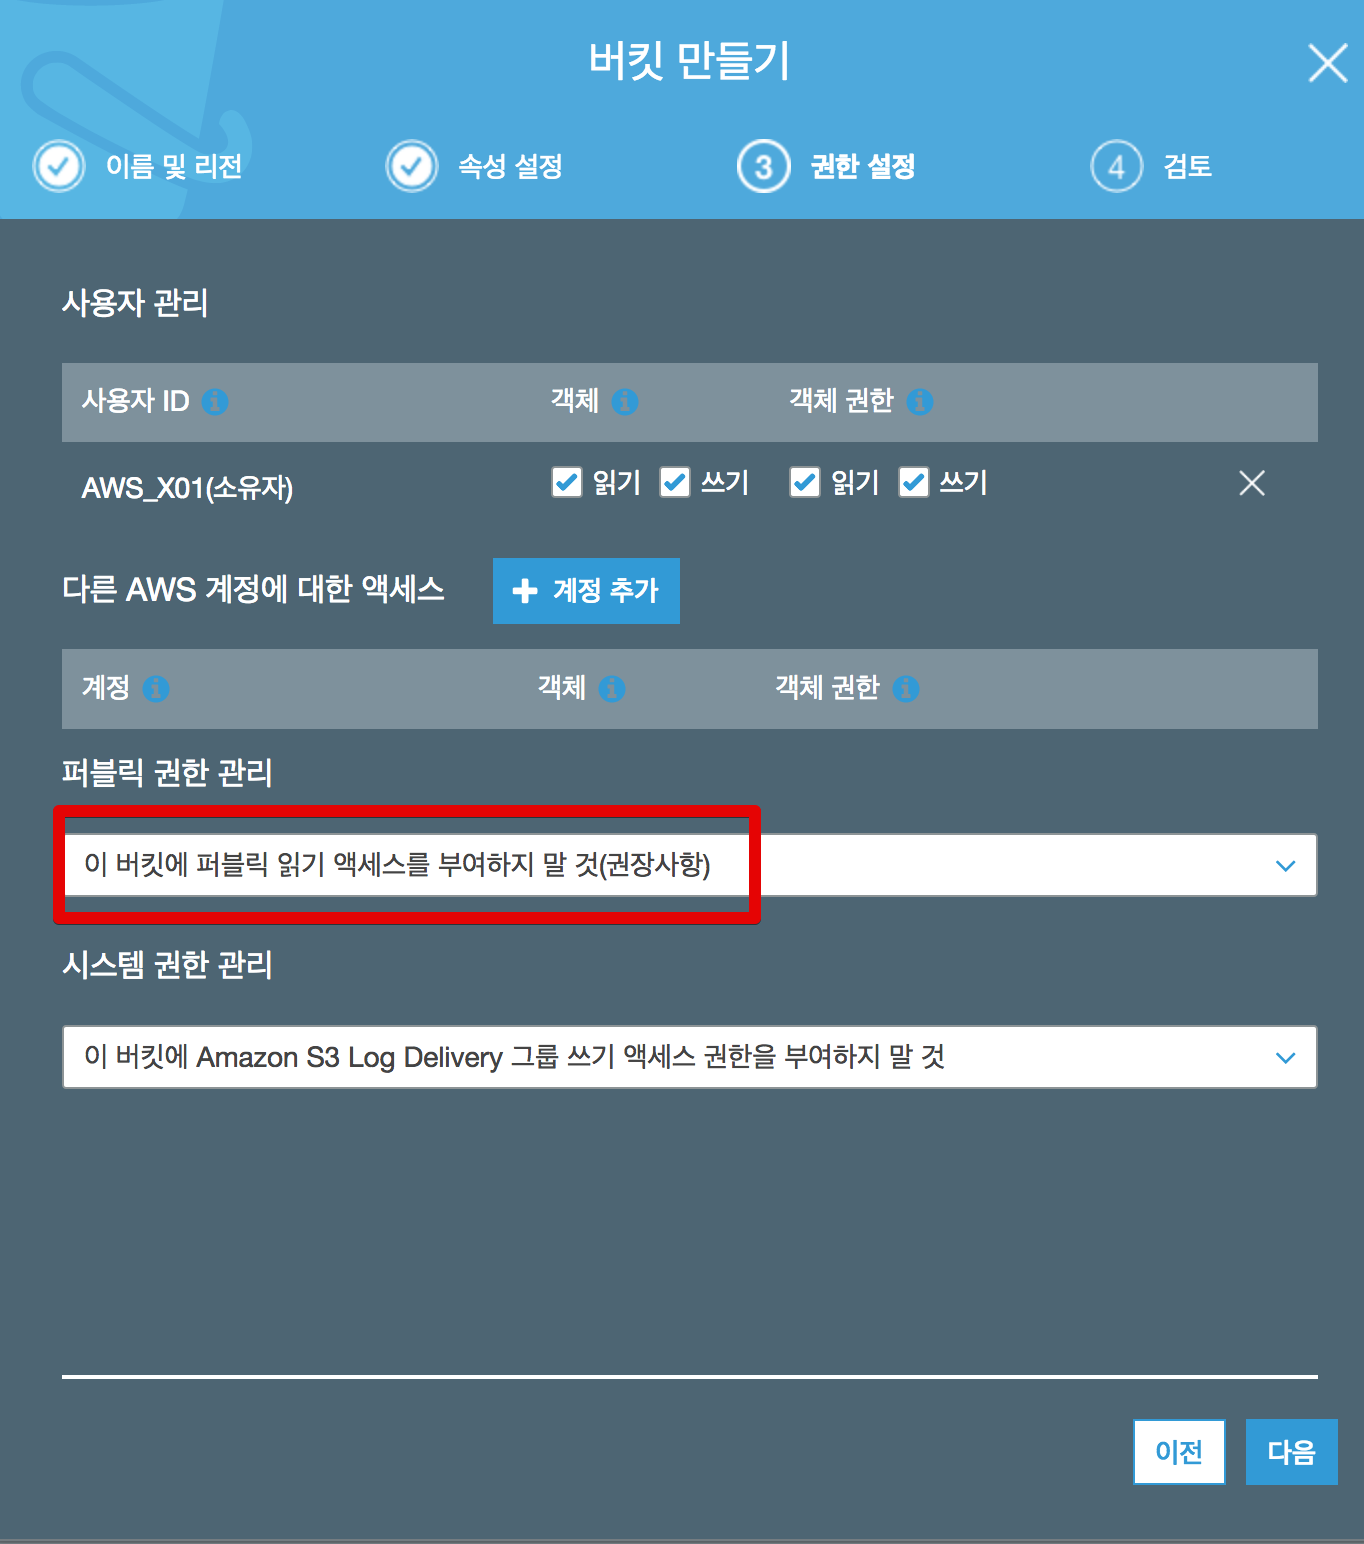 버킷 만들기
이름 및 리전 속성 설정 3 권한 설정 4 검토
사용자 관리
사용자 ID 객체 객체 권한
AWS_X01(소유자) 읽기 쓰기 읽기 쓰기
다른 AWS 계정에 대한 액세스 계정 추가
계정 객체 객체 권한
퍼블릭 권한 관리
이 버킷에 퍼블릭 읽기 액세스를 부여하지 말 것(권장사항)
시스템 권한 관리
이 버킷에 Amazon S3 Log Delivery 그룹 쓰기 액세스 권한을 부여하지 말 것
이전 다음